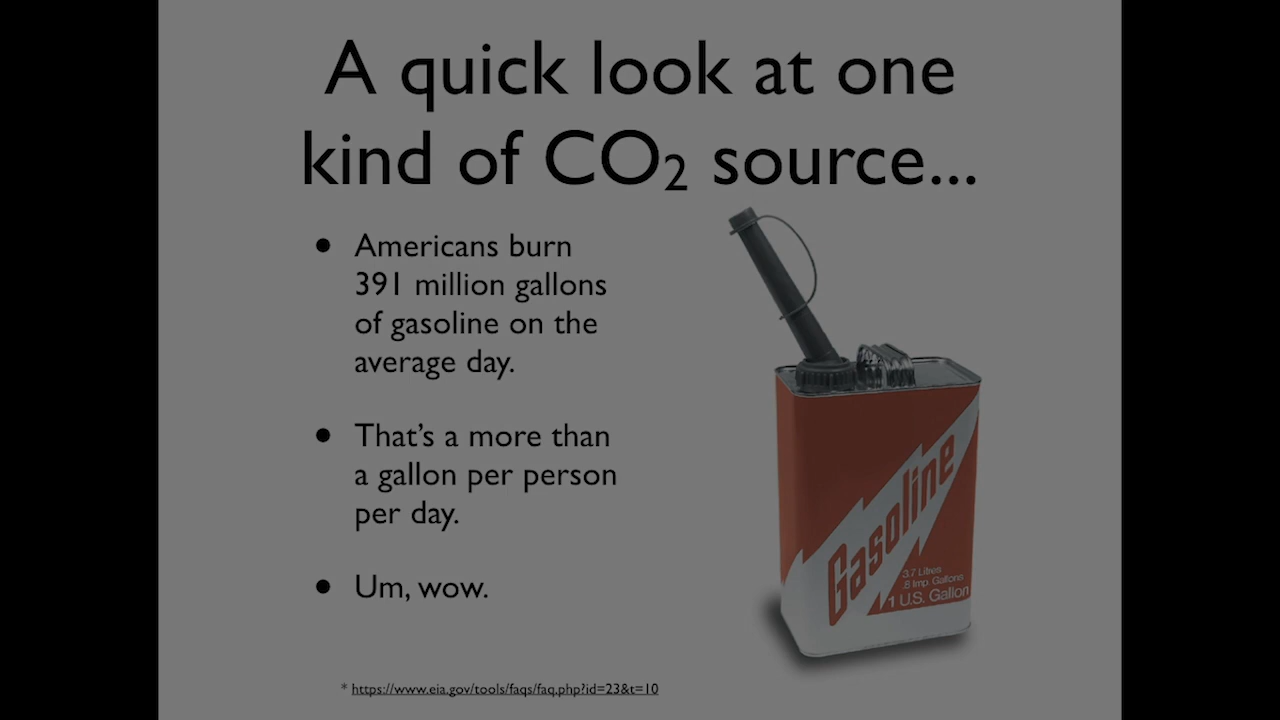 A quick look at one
kind of CO₂ source...
• Americans burn
391 million gallons
of gasoline on the
average day.
• That's a more than
a gallon per person
per day.
• Um, wow.
Gasoline
3.7 Litres
.8 Imp. Gallons
1 U.S. Gallon
* https://www.eia.gov/tools/faqs/faq.php?id=23&t=10